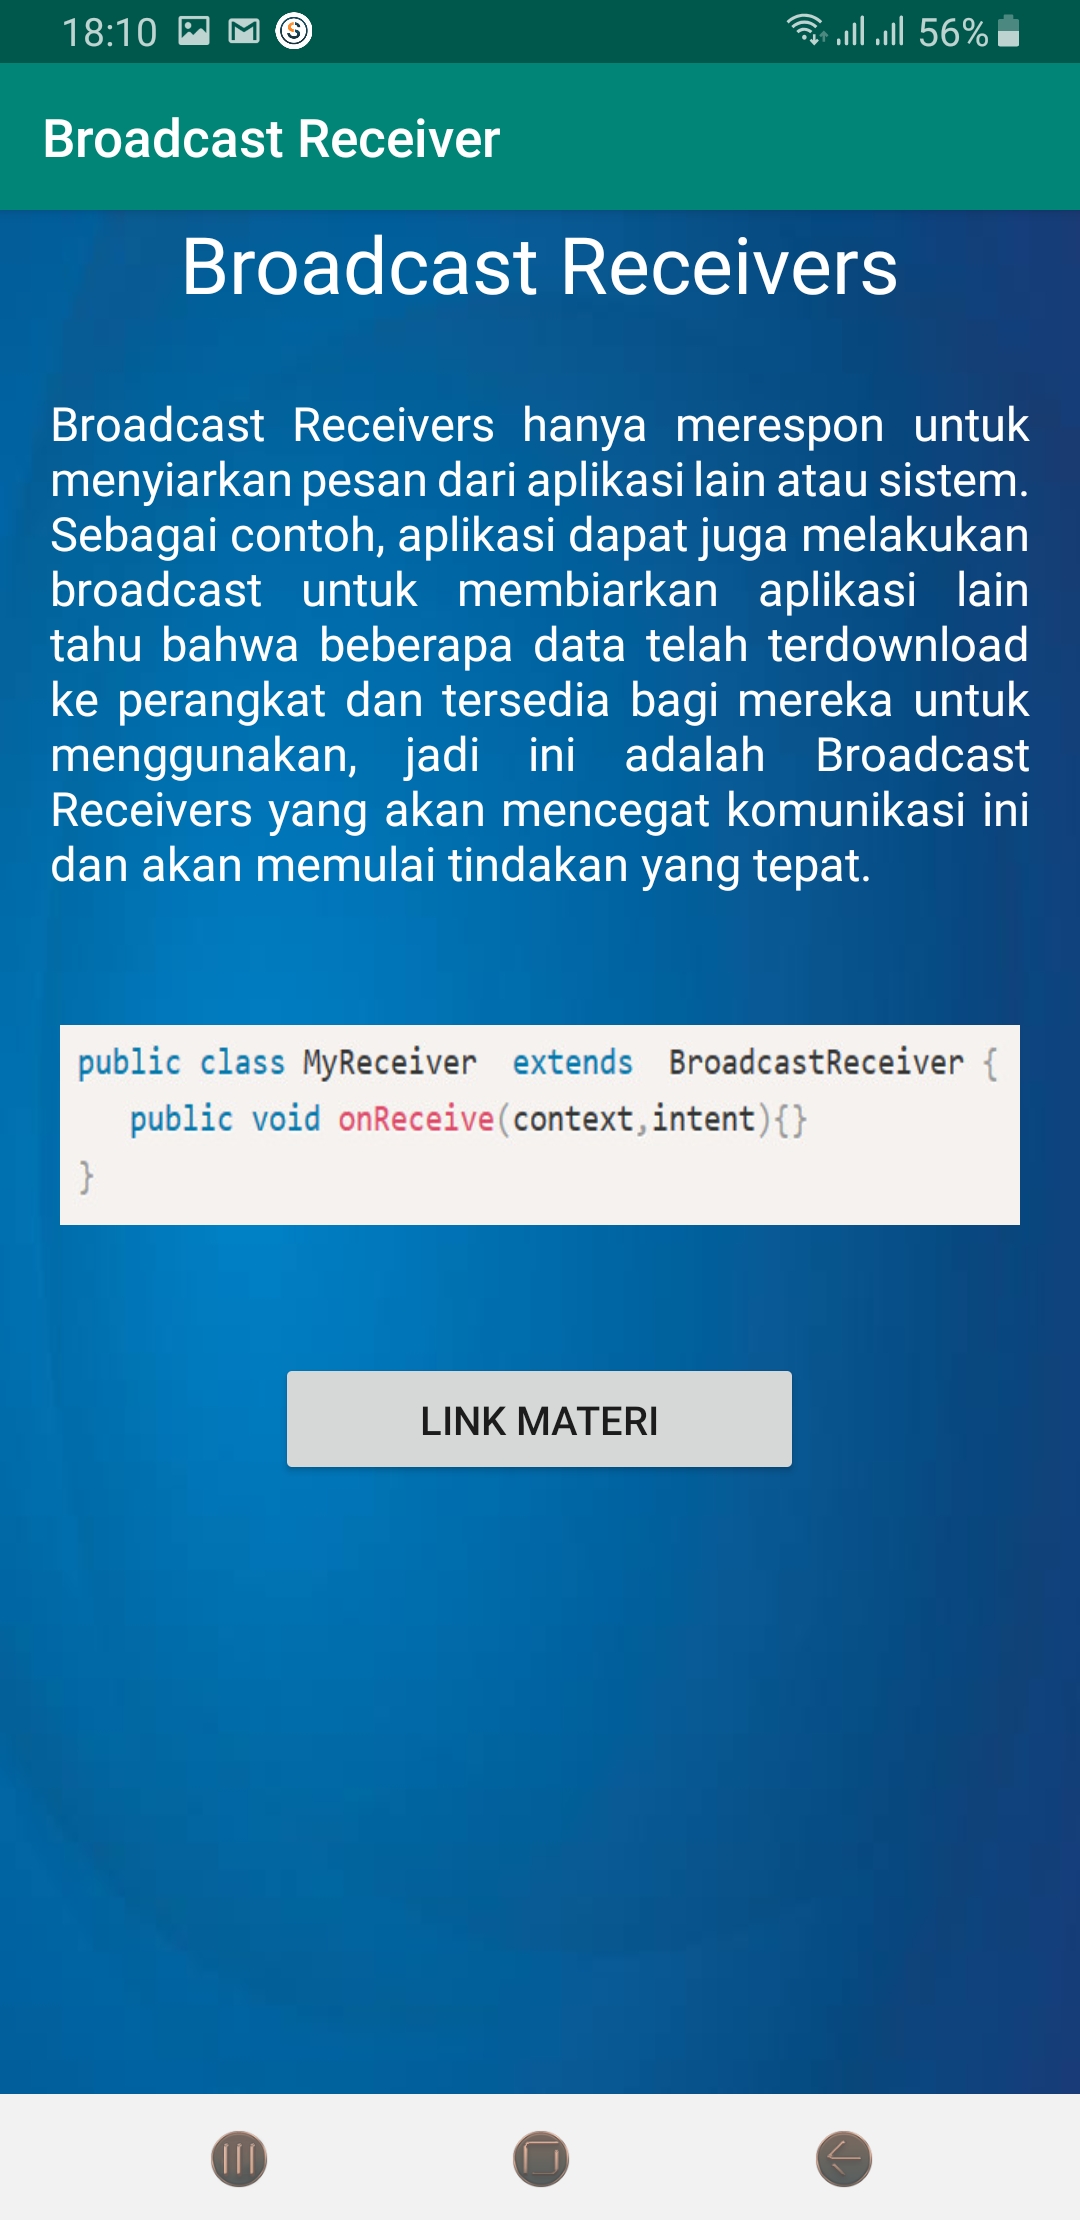 18:10
56%
Broadcast Receiver
Broadcast Receivers
Broadcast Receivers hanya merespon untuk
menyiarkan pesan dari aplikasi lain atau sistem.
Sebagai contoh, aplikasi dapat juga melakukan
broadcast untuk membiarkan aplikasi lain
tahu bahwa beberapa data telah terdownload
ke perangkat dan tersedia bagi mereka untuk
menggunakan, jadi ini adalah Broadcast
Receivers yang akan mencegat komunikasi ini
dan akan memulai tindakan yang tepat.
public class MyReceiver extends BroadcastReceiver {
public void onReceive(context,intent){}
}
LINK MATERI